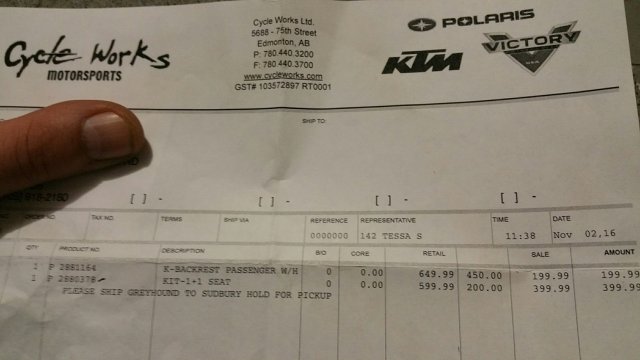 Cycle Works
MOTORSPORTS
Cycle Works Ltd.
5688 - 75th Street
Edmonton, AB
P: 780.440.3200
F: 780.440.3700
www.cycleworks.com
GST# 103572897 RT0001
POLARIS
KTM
VICTORY
SHIP TO:
[ ] - [ ] - [ ] - [ ] -
ORDER NO. TAX NO. TERMS SHIP VIA REFERENCE REPRESENTATIVE TIME DATE
0000000 142 TESSA S 11:38 Nov 02,16
QTY PRODUCT NO. DESCRIPTION B/O CORE RETAIL SALE AMOUNT
1 P 2881164 K-BACKREST PASSENGER W/H 0 0.00 649.99 450.00 199.99 199.99
1 P 2880378 KIT-1+1 SEAT 0 0.00 599.99 200.00 399.99 399.99
PLEASE SHIP GREYHOUND TO SUDBURY HOLD FOR PICKUP